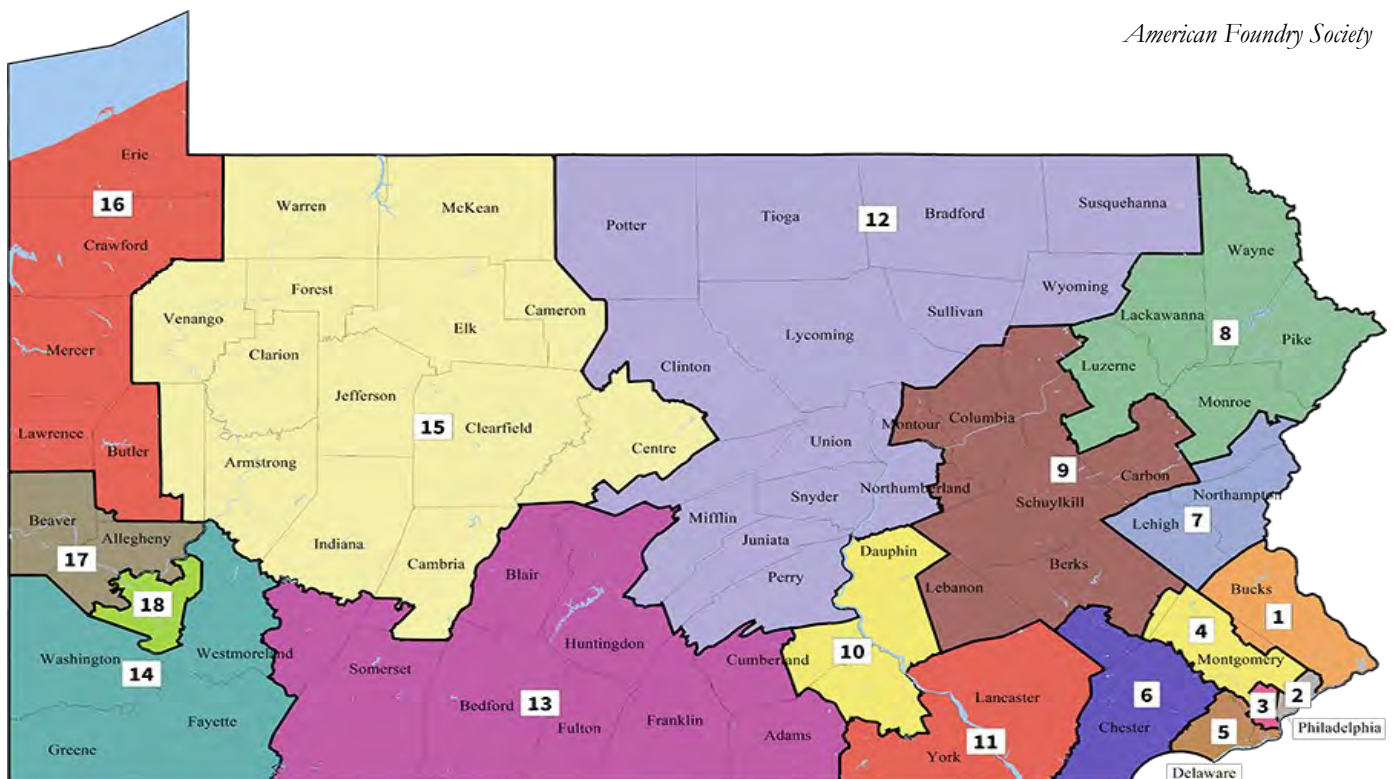 American Foundry Society
Erie
16
Warren
McKean
Crawford
Potter
Tioga
12
Bradford
Susquehanna
Wayne
Forest
Venango
Elk
Cameron
Wyoming
Sullivan
Lackawanna
8
Pike
Mercer
Clarion
Lycoming
Jefferson
Clinton
Luzerne
Monroe
Lawrence
Butler
15
Clearfield
Centre
Union
Montour
Columbia
Armstrong
9
Carbon
Snyder
Northumberland
Schuylkill
Northampton
Beaver
Allegheny
17
Mifflin
Lehigh
7
Indiana
Cambria
Juniata
Dauphin
Blair
Perry
Lebanon
Berks
Bucks
1
18
4
Huntingdon
Washington
Westmoreland
14
Somerset
Cumberland
10
Montgomery
Lancaster
6
2
3
Bedford
13
Fulton
Franklin
Adams
Fayette
Greene
York
11
Chester
5
Philadelphia
Delaware